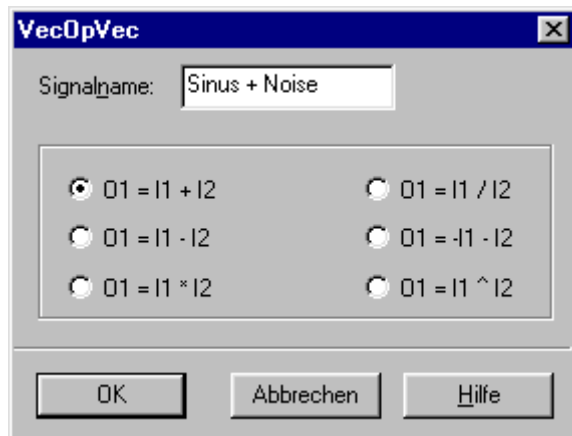 VecOpVec
Signalname: Sinus + Noise
O1 = I1 + I2 O1 = I1 / I2
O1 = I1 - I2 O1 = -I1 - I2
O1 = I1 * I2 O1 = I1 ^ I2
OK Abbrechen Hilfe